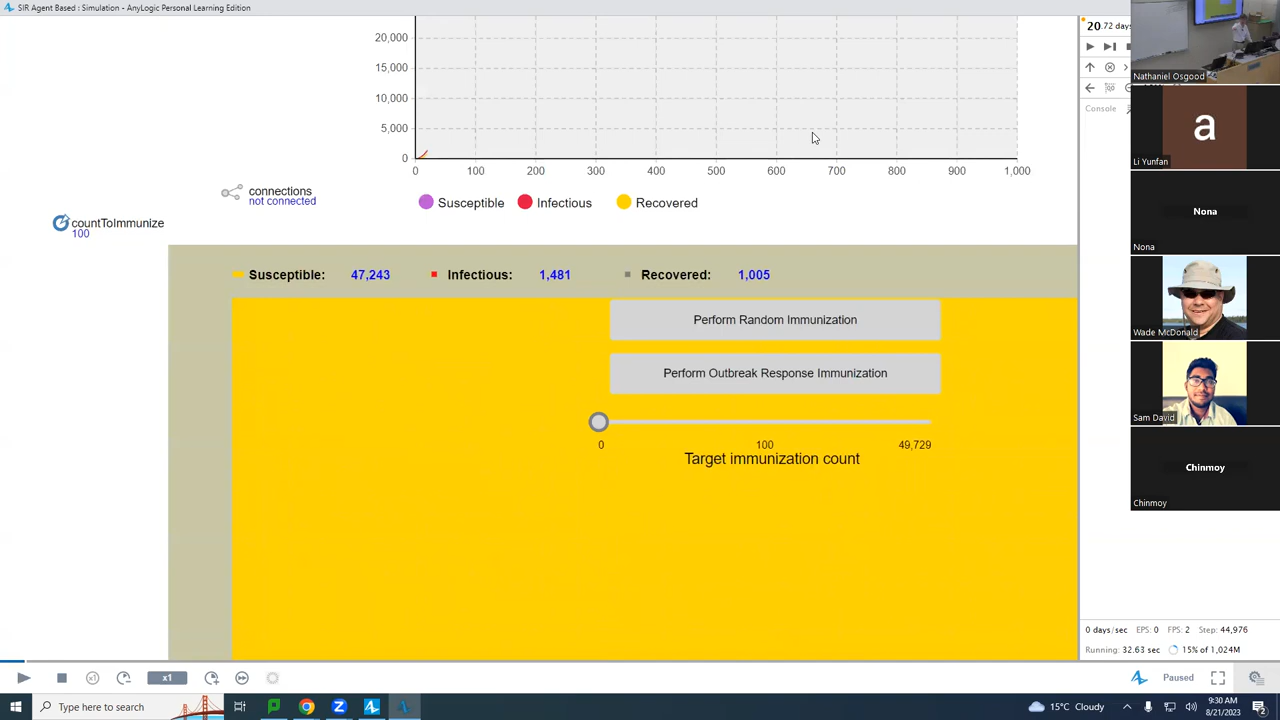 SIR Agent Based : Simulation - AnyLogic Personal Learning Edition
20.72 days
20,000
15,000
10,000
5,000
0
0 100 200 300 400 500 600 700 800 900 1,000
Susceptible Infectious Recovered
connections
not connected
countToImmunize
100
Susceptible: 47,243 Infectious: 1,481 Recovered: 1,005
Perform Random Immunization
Perform Outbreak Response Immunization
0 100 49,729
Target immunization count
Console
Nathaniel Osgood
a
Li Yunfan
Nona
Nona
Wade McDonald
Sam David
Chinmoy
Chinmoy
0 days/sec EPS: 0 FPS: 2 Step: 44,976
Running: 32.63 sec 15% of 1,024M
x1
x1
Paused
Type here to search
15°C Cloudy
9:30 AM
8/21/2023
2